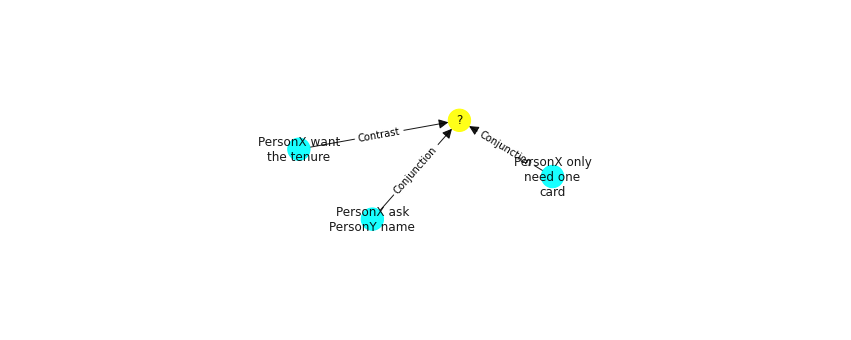 ?
Contrast
PersonX want
the tenure
Conjunction
PersonX only
need one
card
Conjunction
PersonX ask
PersonY name